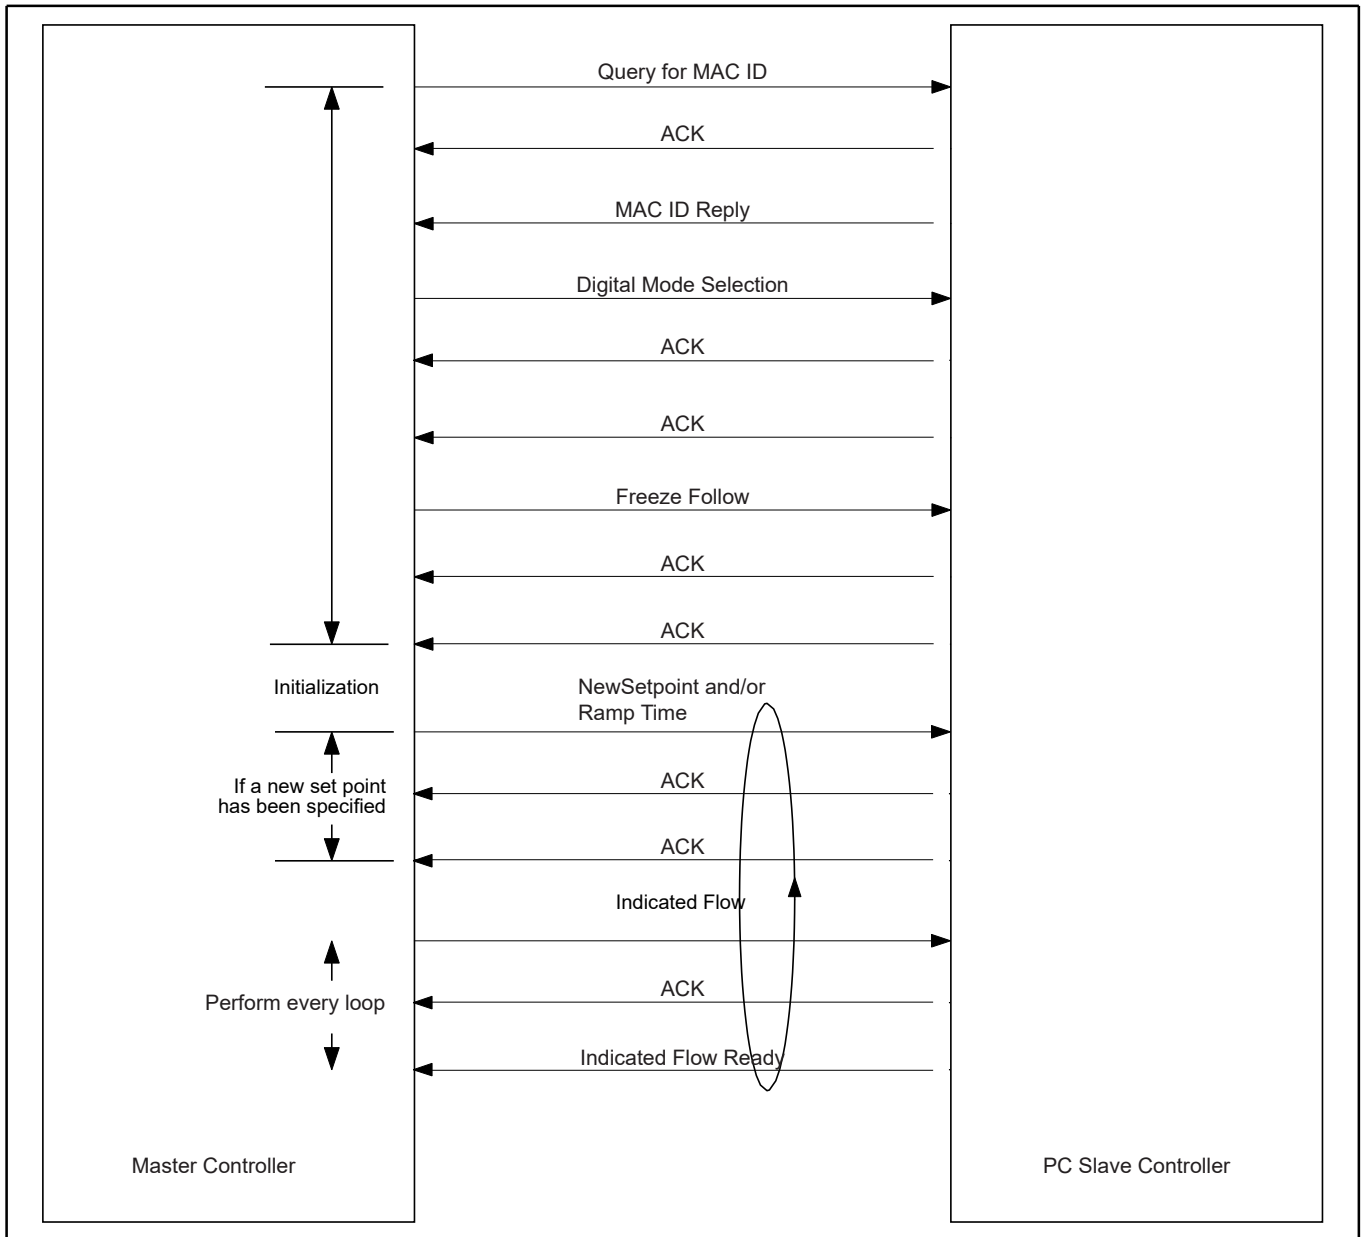 Query for MAC ID
ACK
MAC ID Reply
Digital Mode Selection
ACK
ACK
Freeze Follow
ACK
ACK
Initialization
NewSetpoint and/or
Ramp Time
If a new set point
has been specified
ACK
ACK
Indicated Flow
Perform every loop
ACK
Indicated Flow Ready
Master Controller
PC Slave Controller